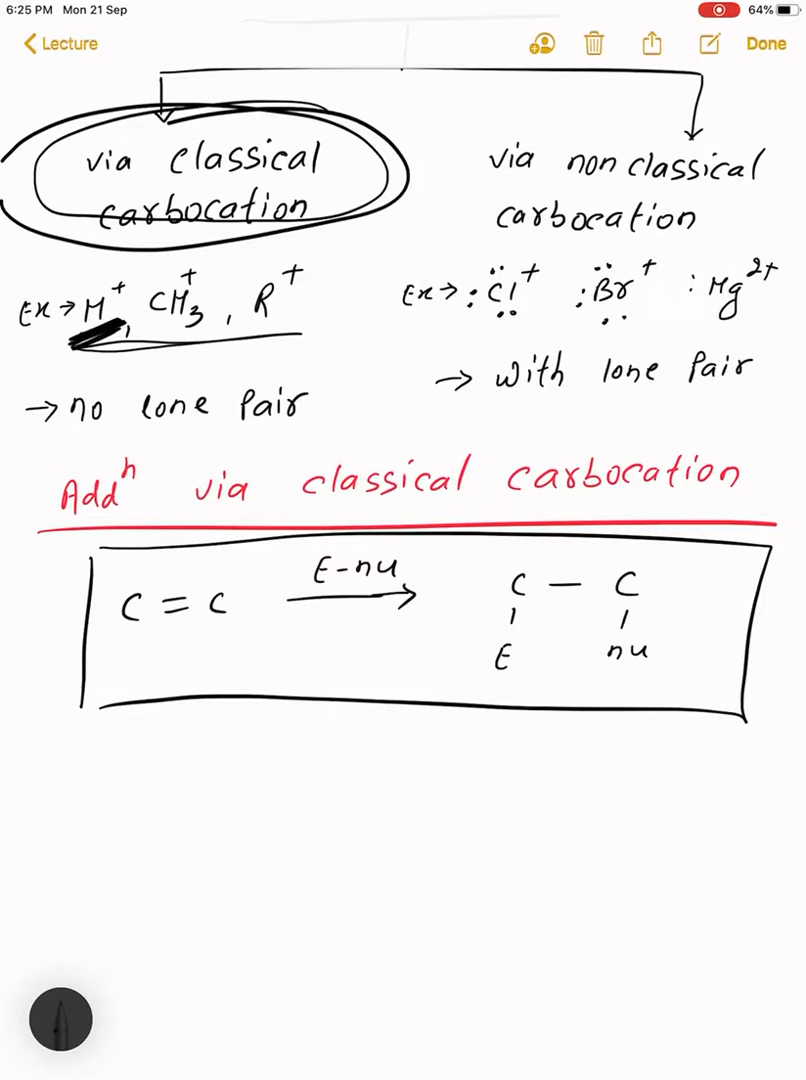 6:25 PM Mon 21 Sep
64%
Lecture
Done
via classical
carbocation
via non classical
carbocation
Ex → H⁺, CH₃⁺, R⁺
Ex → :Cl⁺ :Br⁺ :Hg²⁺
→ with lone Pair
→ no lone Pair
Addⁿ via classical carbocation
C = C E-nu → C — C
E nu